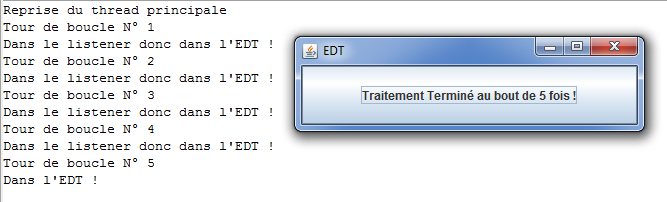 Reprise du thread principale
Tour de boucle N° 1
Dans le listener donc dans l'EDT !
Tour de boucle N° 2
Dans le listener donc dans l'EDT !
Tour de boucle N° 3
Dans le listener donc dans l'EDT !
Tour de boucle N° 4
Dans le listener donc dans l'EDT !
Tour de boucle N° 5
Dans l'EDT !
EDT
Traitement Terminé au bout de 5 fois !